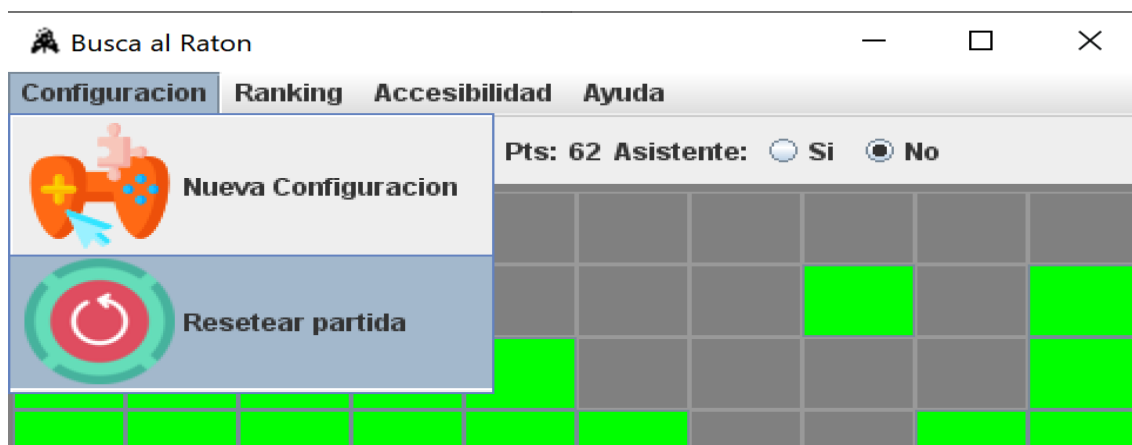 Busca al Raton
Configuracion Ranking Accesibilidad Ayuda
Pts: 62 Asistente: Si No
Nueva Configuracion
Resetear partida